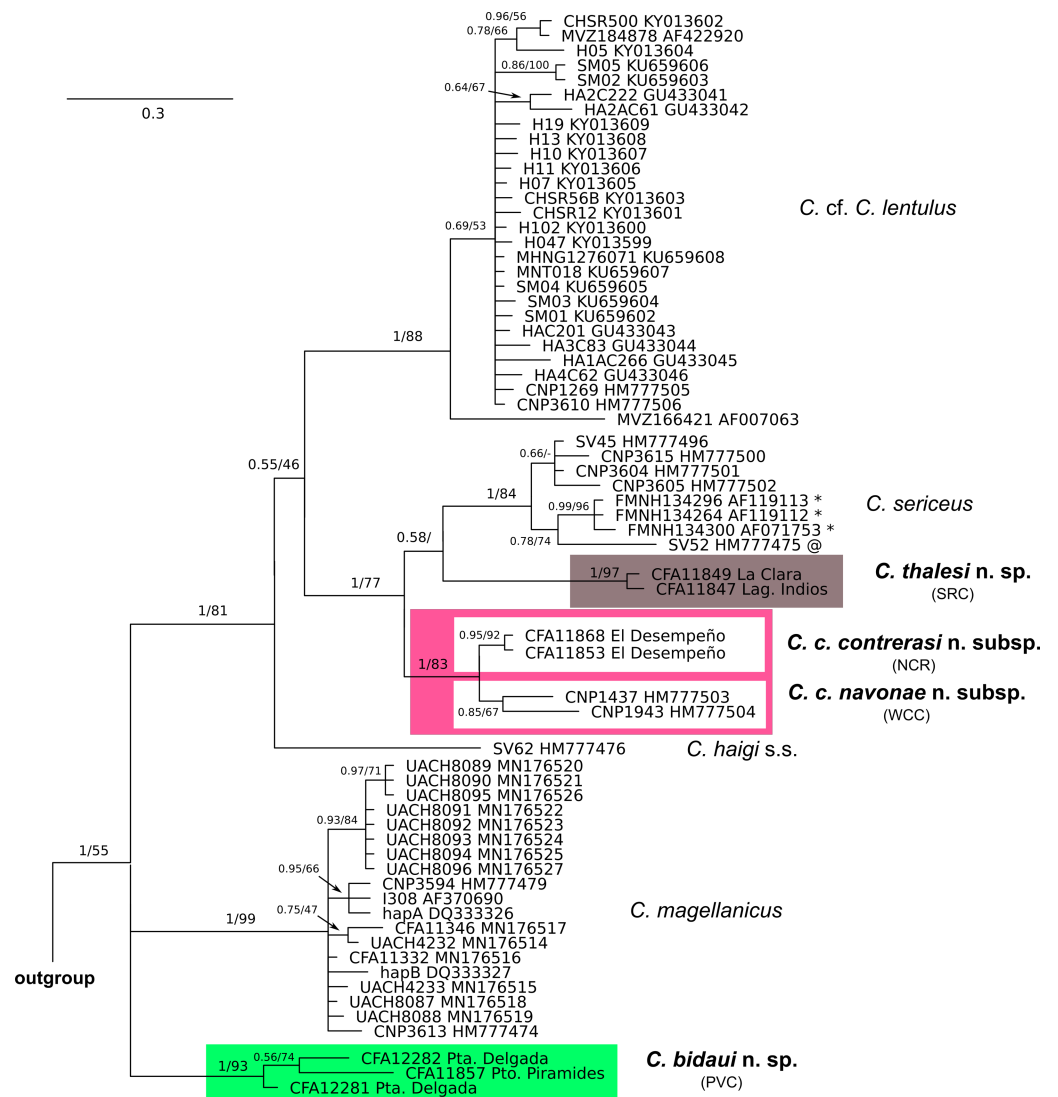 0.96/56
CHSR500 KY013602
0.78/66
MVZ184878 AF422920
H05 KY013604
0.86/100
SM05 KU659606
SM02 KU659603
0.64/67
HA2C222 GU433041
0.3
HA2AC61 GU433042
H19 KY013609
H13 KY013608
H10 KY013607
H11 KY013606
H07 KY013605
CHSR56B KY013603
C. cf. C. lentulus
CHSR12 KY013601
0.69/53
H102 KY013600
H047 KY013599
MHNG1276071 KU659608
MNT018 KU659607
SM04 KU659605
SM03 KU659604
SM01 KU659602
HAC201 GU433043
1/88
HA3C83 GU433044
HA1AC266 GU433045
HA4C62 GU433046
CNP1269 HM777505
CNP3610 HM777506
MVZ166421 AF007063
SV45 HM777496
0.66/-
CNP3615 HM777500
0.55/46
CNP3604 HM777501
CNP3605 HM777502
1/84
FMNH134296 AF119113 *
0.99/96
C. sericeus
FMNH134264 AF119112 *
FMNH134300 AF071753 *
0.58/
0.78/74
SV52 HM777475 @
1/97
CFA11849 La Clara
C. thalesi n. sp.
1/77
CFA11847 Lag. Indios
(SRC)
1/81
0.95/92
CFA11868 El Desempeño
C. c. contrerasi n. subsp.
CFA11853 El Desempeño
1/83
(NCR)
CNP1437 HM777503
C. c. navonae n. subsp.
0.85/67
CNP1943 HM777504
(WCC)
SV62 HM777476
C. haigi s.s.
UACH8089 MN176520
0.97/71
UACH8090 MN176521
UACH8095 MN176526
UACH8091 MN176522
0.93/84
UACH8092 MN176523
UACH8093 MN176524
1/55
UACH8094 MN176525
UACH8096 MN176527
0.95/66
CNP3594 HM777479
I308 AF370690
0.75/47
hapA DQ333326
C. magellanicus
1/99
CFA11346 MN176517
UACH4232 MN176514
CFA11332 MN176516
outgroup
hapB DQ333327
UACH4233 MN176515
UACH8087 MN176518
UACH8088 MN176519
CNP3613 HM777474
0.56/74
CFA12282 Pta. Delgada
C. bidaui n. sp.
1/93
CFA11857 Pto. Piramides
(PVC)
CFA12281 Pta. Delgada